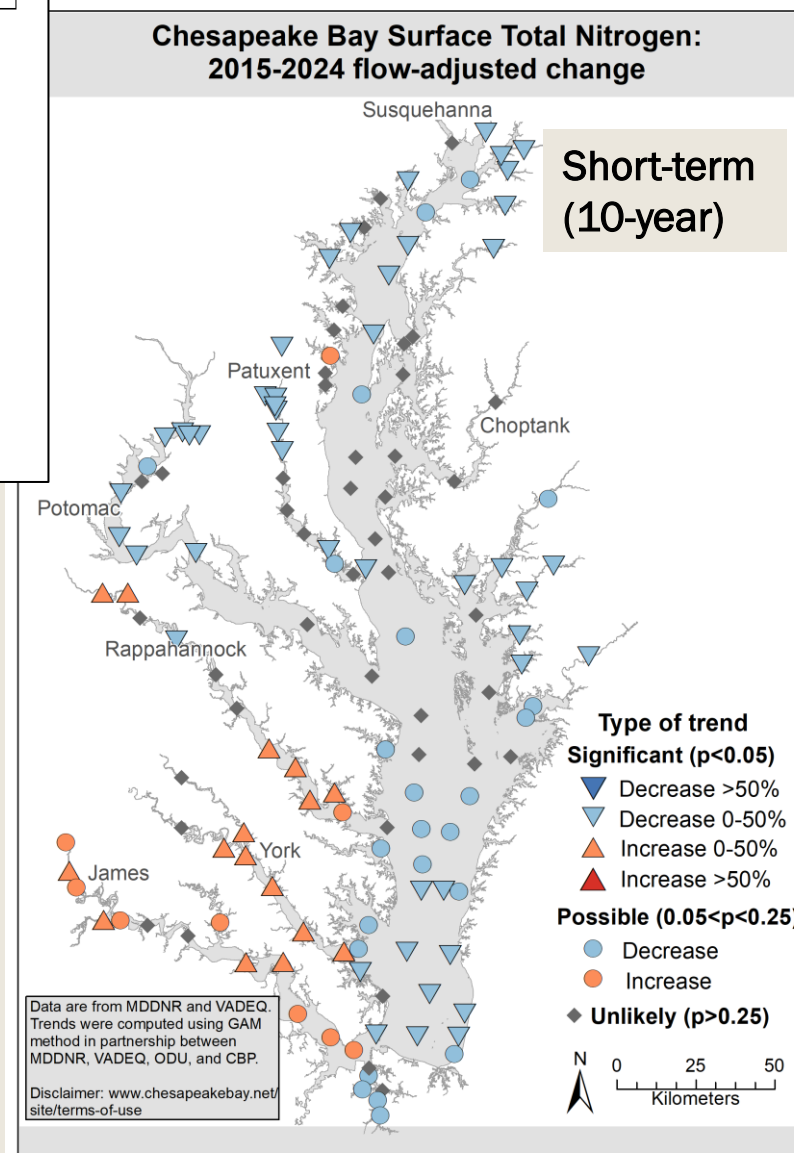 Chesapeake Bay Surface Total Nitrogen:
2015-2024 flow-adjusted change
Susquehanna
Short-term
(10-year)
Patuxent
Choptank
Potomac
Rappahannock
York
James
Type of trend
Significant (p<0.05)
Decrease >50%
Decrease 0-50%
Increase 0-50%
Increase >50%
Possible (0.05<p<0.25)
Decrease
Increase
Unlikely (p>0.25)
Data are from MDDNR and VADEQ.
Trends were computed using GAM
method in partnership between
MDDNR, VADEQ, ODU, and CBP.
Disclaimer: www.chesapeakebay.net/
site/terms-of-use
N
0 25 50
Kilometers